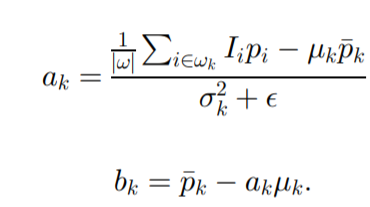 a_k = \frac{\frac{1}{|\omega|} \sum_{i \in \omega_k} I_i p_i - \mu_k \bar{p}_k}{\sigma_k^2 + \epsilon}
b_k = \bar{p}_k - a_k \mu_k.